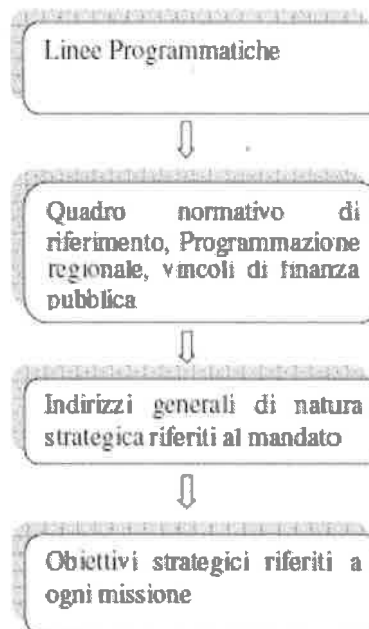 Linee Programmatiche
Quadro normativo di
riferimento, Programmazione
regionale, vincoli di finanza
pubblica
Indirizzi generali di natura
strategica riferiti al mandato
Obiettivi strategici riferiti a
ogni missione